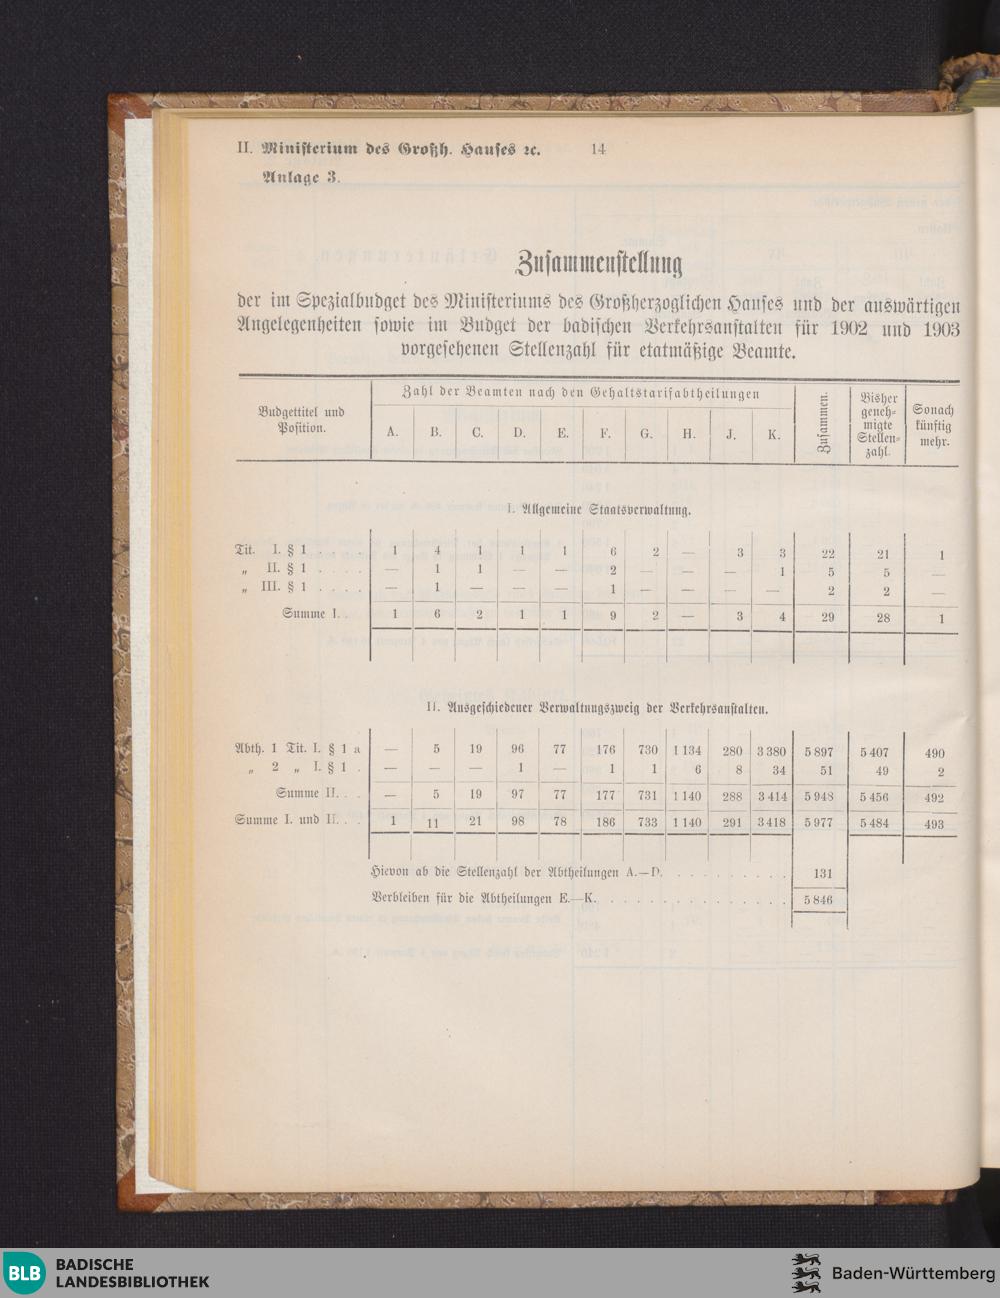 II. Ministerium des Großh. Hauses ꝛc. 14
Anlage 3.
Zusammenstellung
der im Spezialbudget des Ministeriums des Großherzoglichen Hauses und der auswärtigen
Angelegenheiten sowie im Budget der badischen Verkehrsanstalten für 1902 und 1903
vorgesehenen Stellenzahl für etatmäßige Beamte.
Budgettitel und Position. Zahl der Beamten nach den Gehaltstarifabtheilungen Zusammen. Bisher geneh-migte Stellen-zahl. Sonach künftig mehr.
A. B. C. D. E. F. G. H. J. K.
I. Allgemeine Staatsverwaltung.
Tit. I. § 1 . . . . 1 4 1 1 1 6 2 — 3 3 22 21 1
„ II. § 1 . . . . — 1 1 — — 2 — — — 1 5 5 —
„ III. § 1 . . . . — 1 — — — 1 — — — — 2 2 —
Summe I. . 1 6 2 1 1 9 2 — 3 4 29 28 1
II. Ausgeschiedener Verwaltungszweig der Verkehrsanstalten.
Abth. 1 Tit. I. § 1 a — 5 19 96 77 176 730 1 134 280 3 380 5 897 5 407 490
„ 2 „ I. § 1 . — — — 1 — 1 1 6 8 34 51 49 2
Summe II. . . — 5 19 97 77 177 731 1 140 288 3 414 5 948 5 456 492
Summe I. und II. . . 1 11 21 98 78 186 733 1 140 291 3 418 5 977 5 484 493
Hievon ab die Stellenzahl der Abtheilungen A.—D. . . . . . . . . . 131
Verbleiben für die Abtheilungen E.—K. . . . . . . . . . . . . . . . 5 846
BLB BADISCHE
LANDESBIBLIOTHEK
Baden-Württemberg